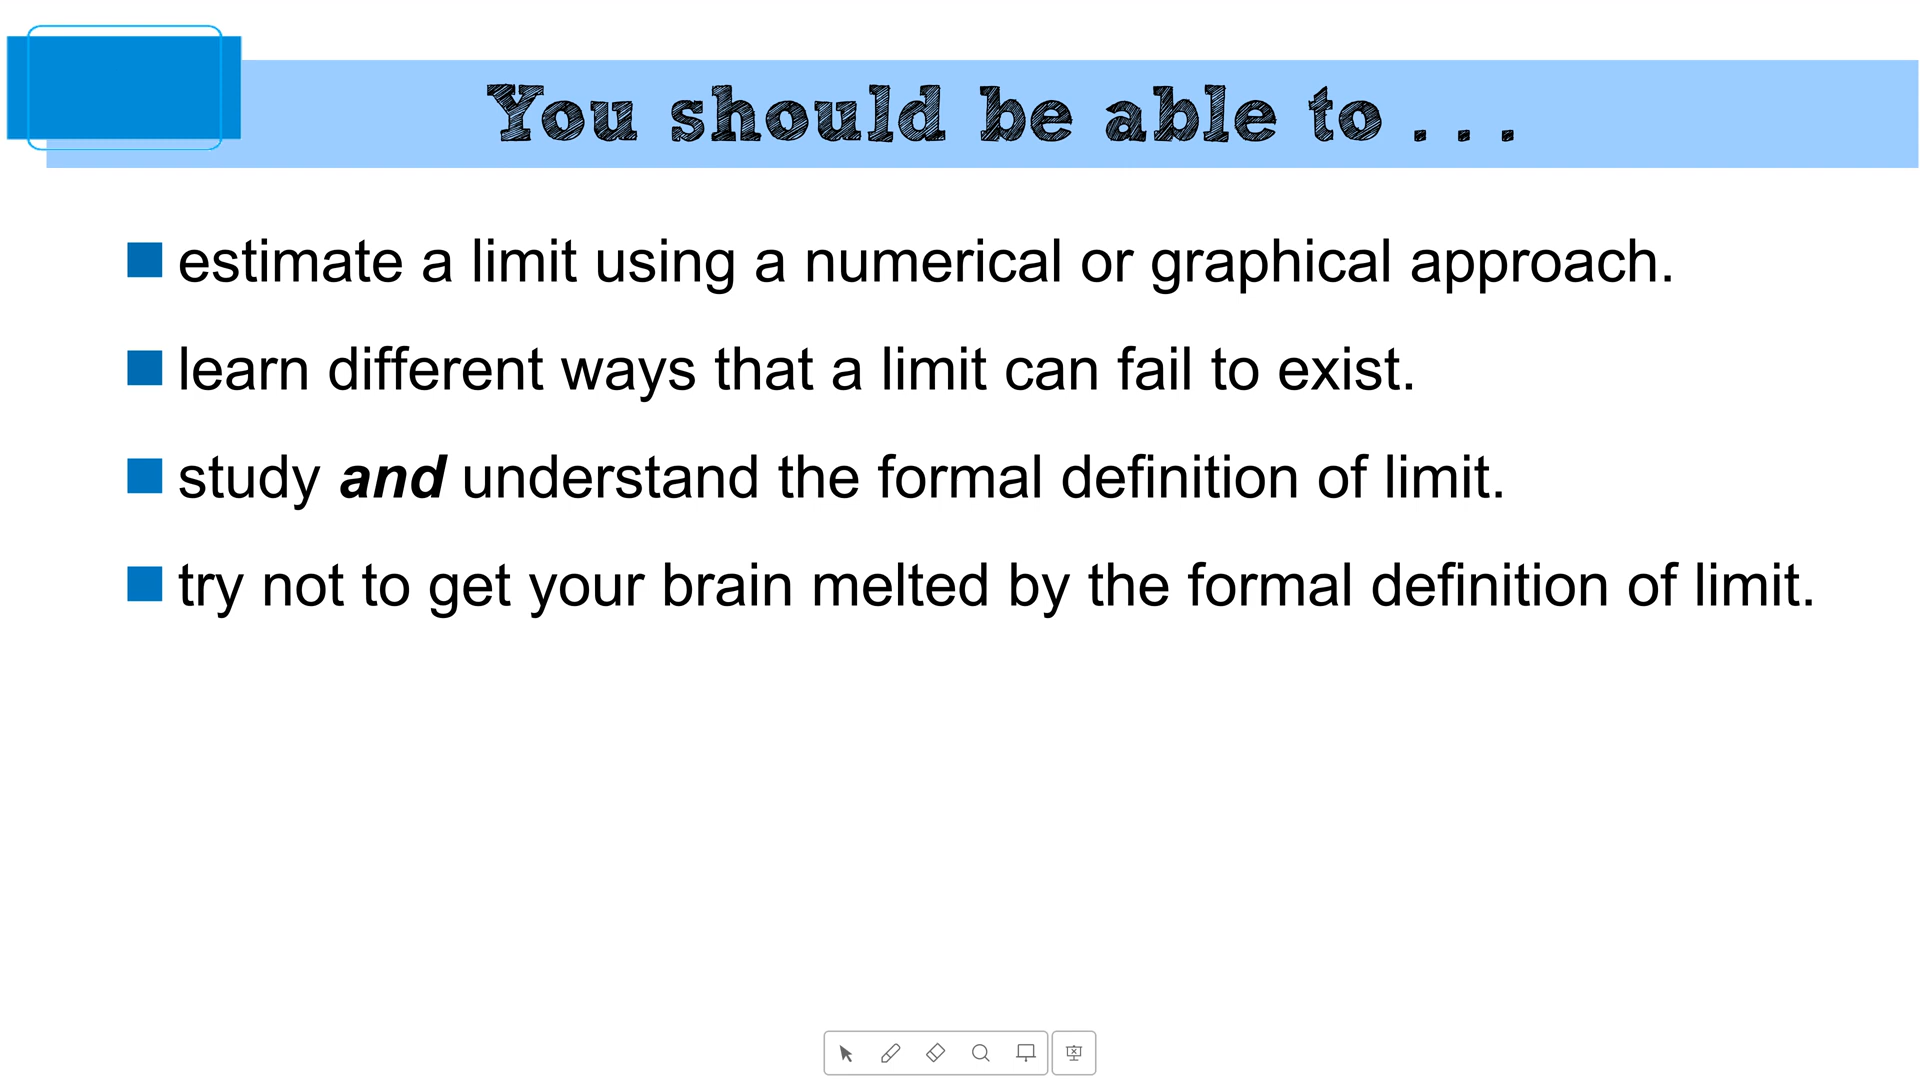 You should be able to . . .
estimate a limit using a numerical or graphical approach.
learn different ways that a limit can fail to exist.
study and understand the formal definition of limit.
try not to get your brain melted by the formal definition of limit.